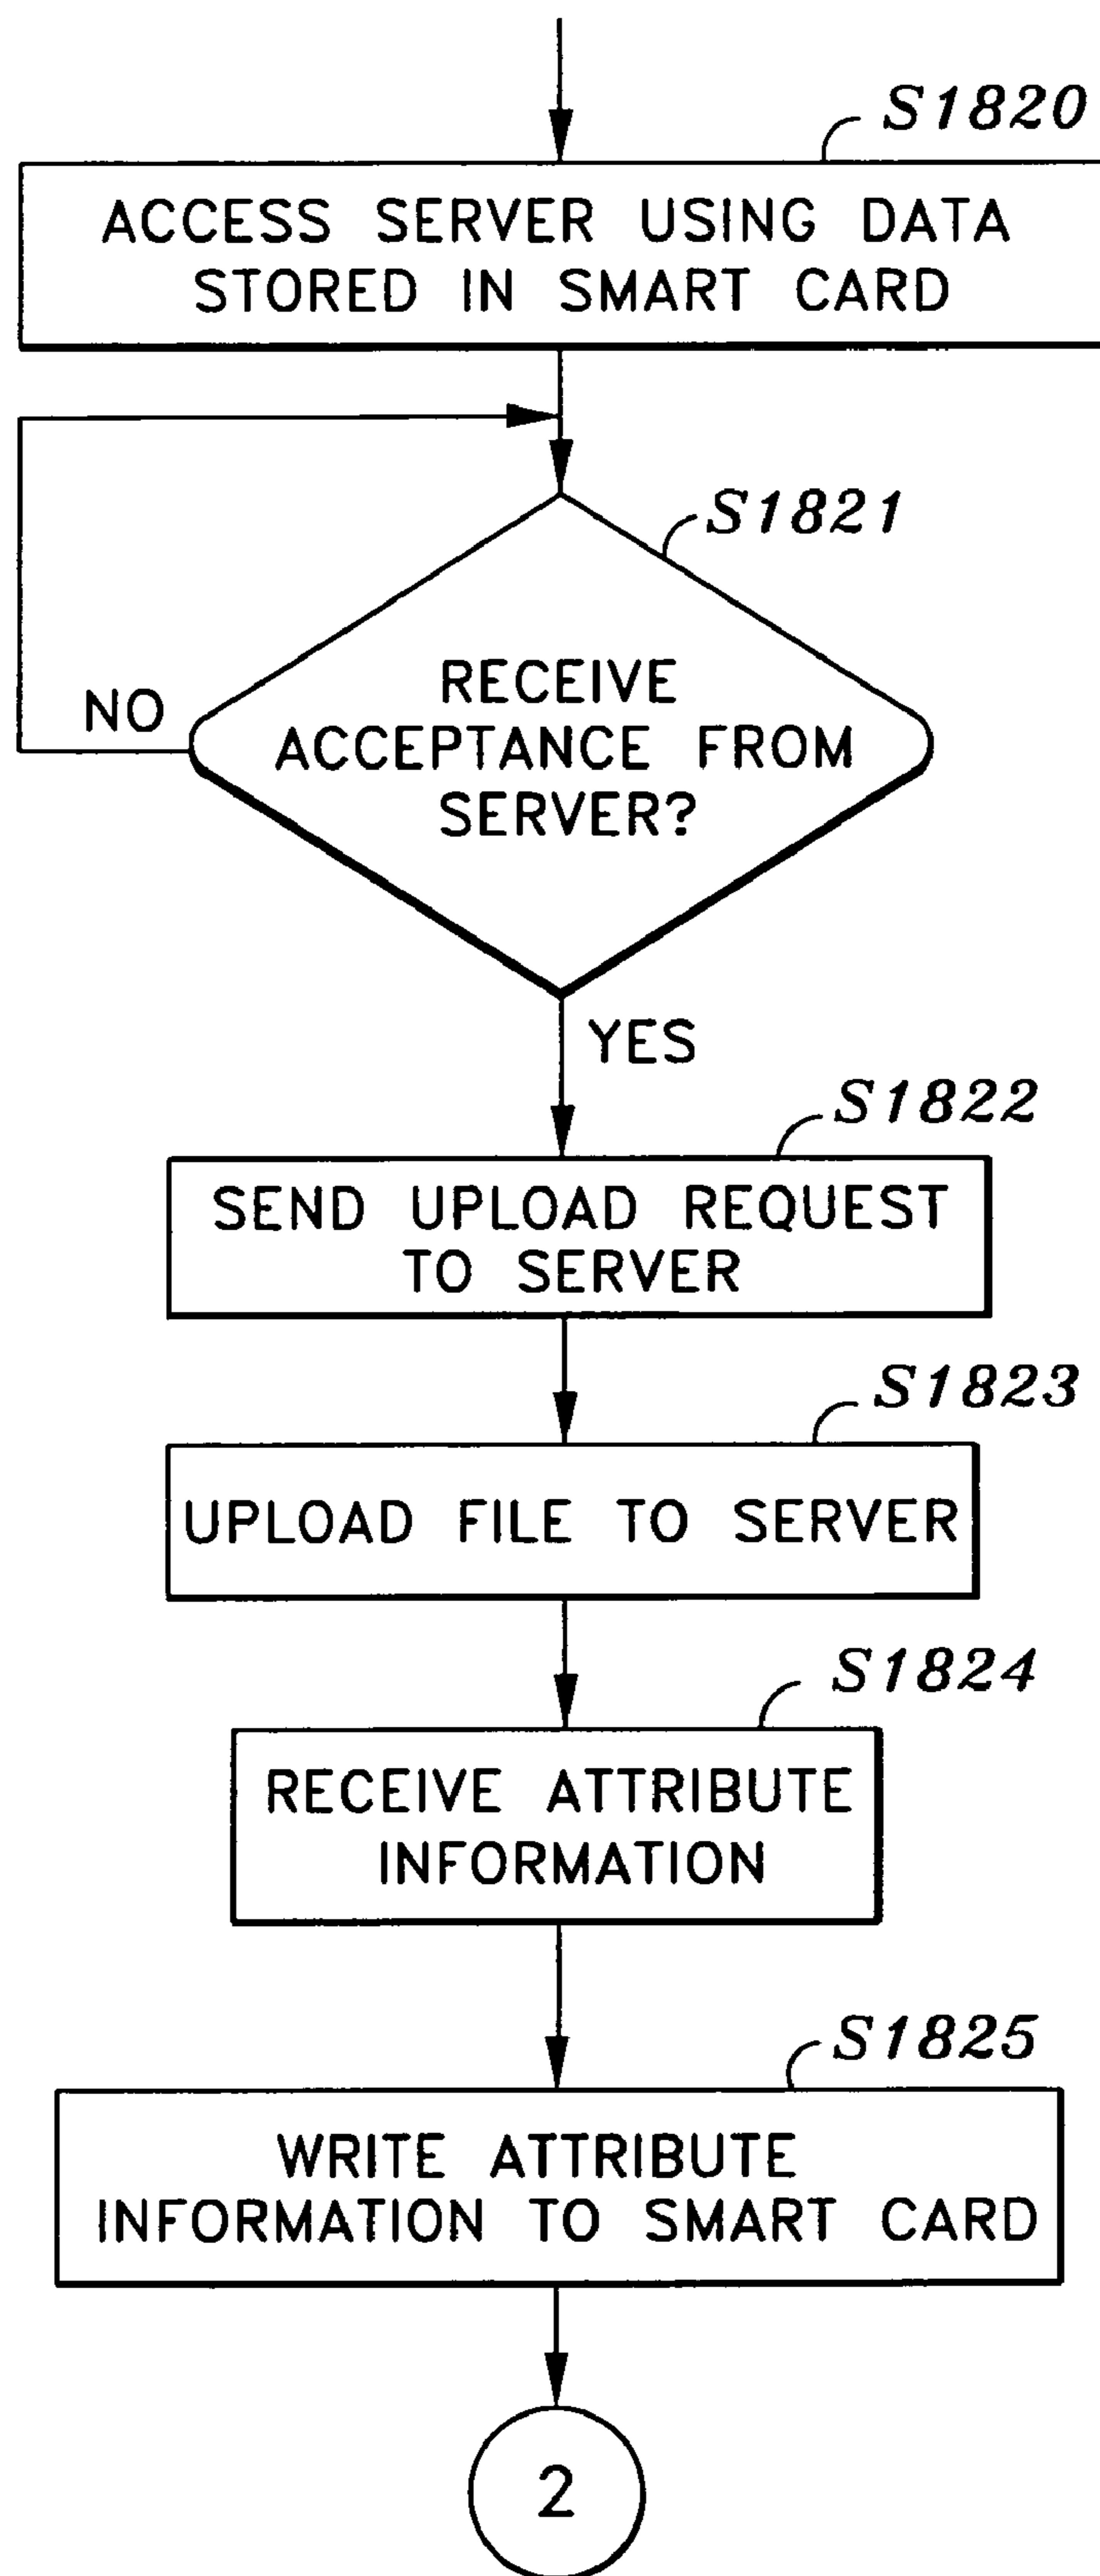 S1820
ACCESS SERVER USING DATA
STORED IN SMART CARD
S1821
RECEIVE
ACCEPTANCE FROM
SERVER?
NO
YES
S1822
SEND UPLOAD REQUEST
TO SERVER
S1823
UPLOAD FILE TO SERVER
S1824
RECEIVE ATTRIBUTE
INFORMATION
S1825
WRITE ATTRIBUTE
INFORMATION TO SMART CARD
2